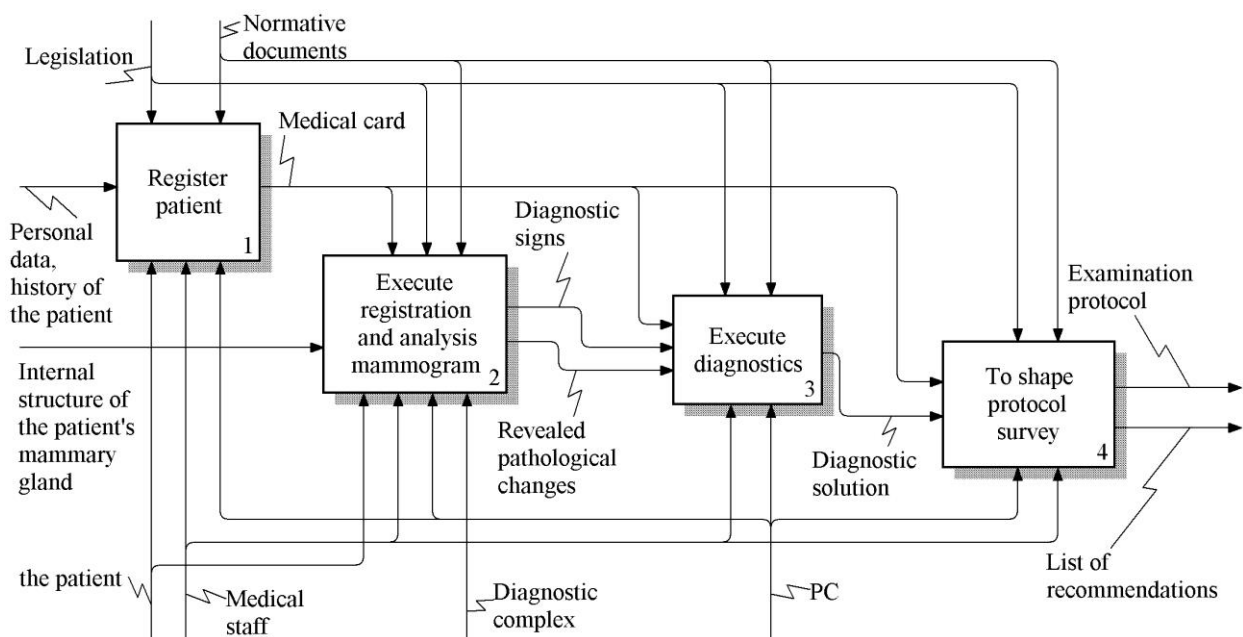 Normative
documents
Legislation
Medical card
Register
patient
1
Personal
data,
history of
the patient
Diagnostic
signs
Execute
registration
and analysis
mammogram
2
Examination
protocol
Execute
diagnostics
3
Internal
structure of
the patient's
mammary
gland
To shape
protocol
survey
4
Revealed
pathological
changes
Diagnostic
solution
the patient
Medical
staff
Diagnostic
complex
PC
List of
recommendations